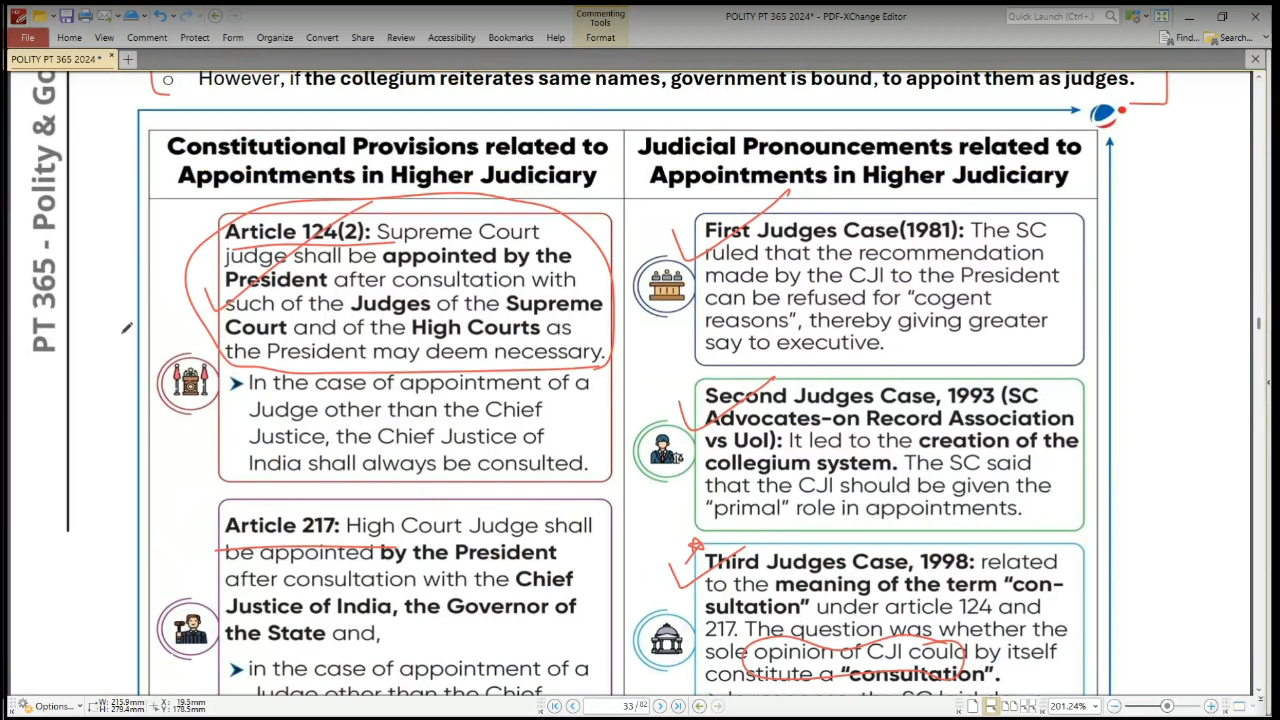 Commenting
Tools
POLITY PT 365 2024* - PDF-XChange Editor
Quick Launch (Ctrl+.)
File Home View Comment Protect Form Organize Convert Share Review Accessibility Bookmarks Help Format Find... Search...
POLITY PT 365 2024 *
PT 365 - Polity & Go
o However, if the collegium reiterates same names, government is bound, to appoint them as judges.
Constitutional Provisions related to
Appointments in Higher Judiciary
Article 124(2): Supreme Court
judge shall be appointed by the
President after consultation with
such of the Judges of the Supreme
Court and of the High Courts as
the President may deem necessary.
➤ In the case of appointment of a
Judge other than the Chief
Justice, the Chief Justice of
India shall always be consulted.
Article 217: High Court Judge shall
be appointed by the President
after consultation with the Chief
Justice of India, the Governor of
the State and,
➤ in the case of appointment of a
Judge other than the Chief
Judicial Pronouncements related to
Appointments in Higher Judiciary
First Judges Case(1981): The SC
ruled that the recommendation
made by the CJI to the President
can be refused for “cogent
reasons”, thereby giving greater
say to executive.
Second Judges Case, 1993 (SC
Advocates-on Record Association
vs UoI): It led to the creation of the
collegium system. The SC said
that the CJI should be given the
“primal” role in appointments.
Third Judges Case, 1998: related
to the meaning of the term “con-
sultation” under article 124 and
217. The question was whether the
sole opinion of CJI could by itself
constitute a “consultation”.
Options... W: 215.9mm X: 19.5mm 33 / 82 201.24%
H: 279.4mm Y: 178.5mm